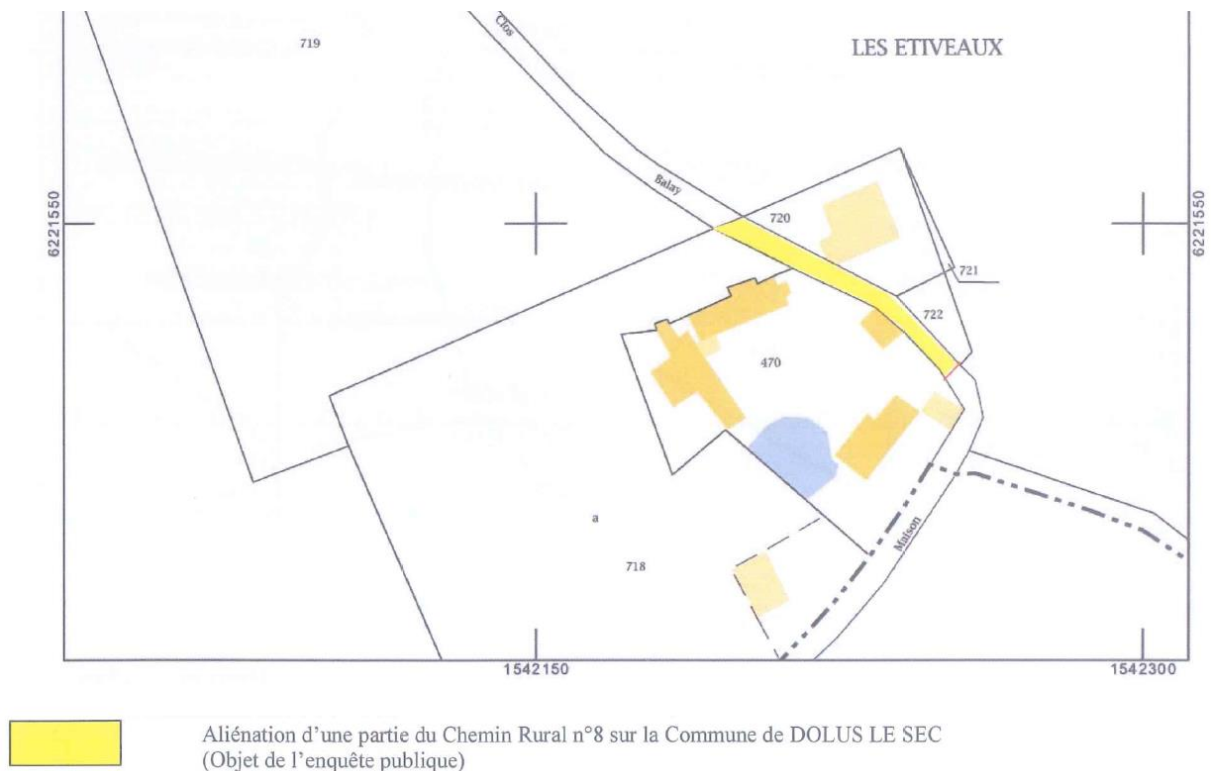 Clos
719
LES ETIVEAUX
Balay
6221550
720
6221550
721
722
470
a
718
Maison
1542150
1542300
Aliénation d'une partie du Chemin Rural n°8 sur la Commune de DOLUS LE SEC
(Objet de l'enquête publique)